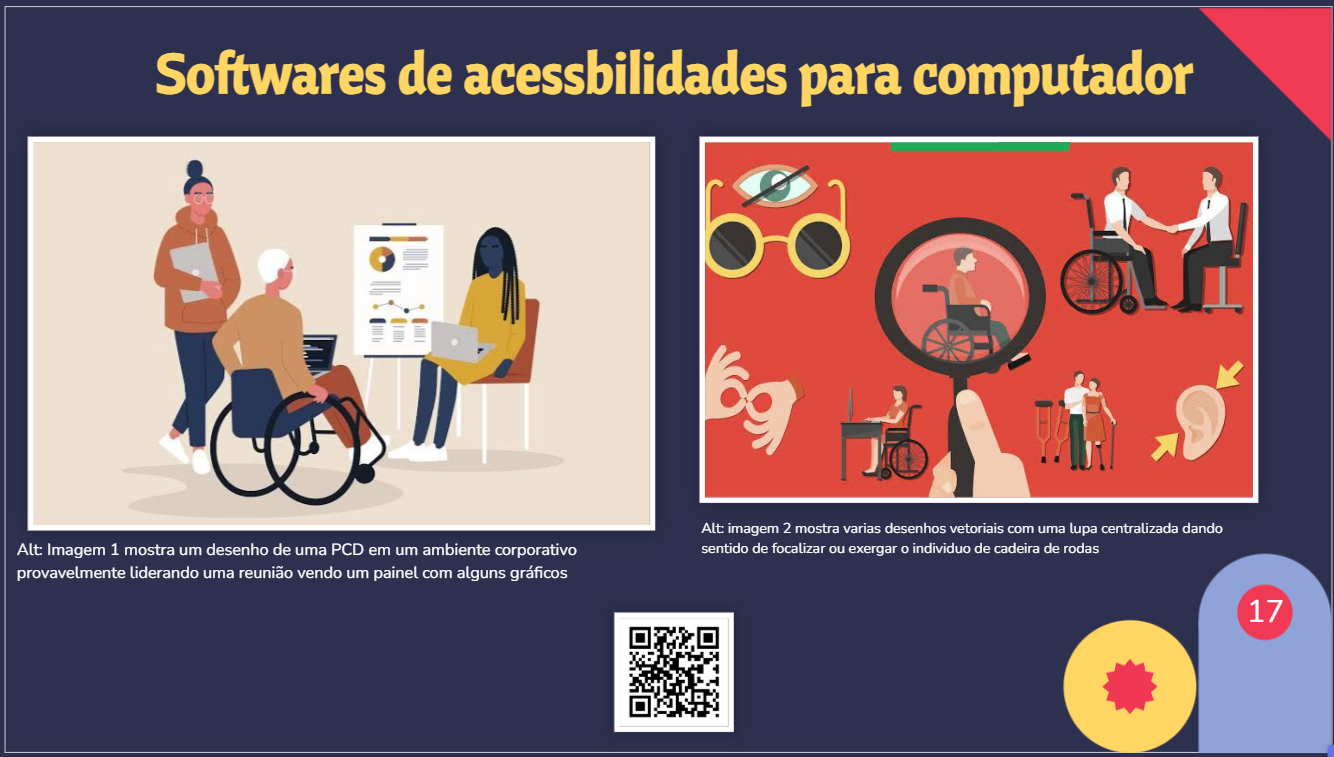 Softwares de acessbilidades para computador
Alt: Imagem 1 mostra um desenho de uma PCD em um ambiente corporativo
provavelmente liderando uma reunião vendo um painel com alguns gráficos
Alt: imagem 2 mostra varias desenhos vetoriais com uma lupa centralizada dando
sentido de focalizar ou exergar o individuo de cadeira de rodas
17